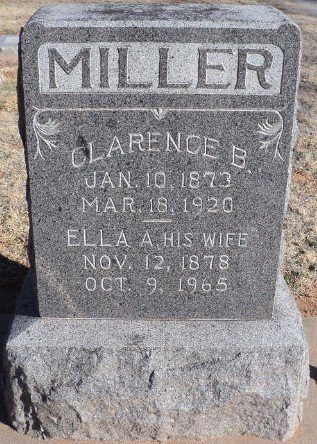 MILLER
CLARENCE B.
JAN. 10, 1873
MAR. 18, 1920
ELLA A. HIS WIFE
NOV. 12, 1878
OCT. 9, 1965